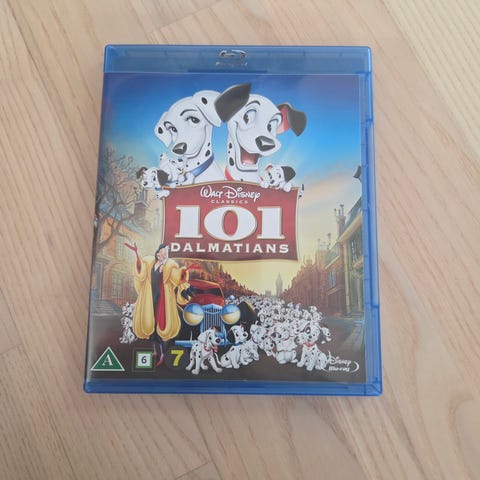 Walt Disney
CLASSICS
101
DALMATIANS
A
6
7
Disney
Blu-ray